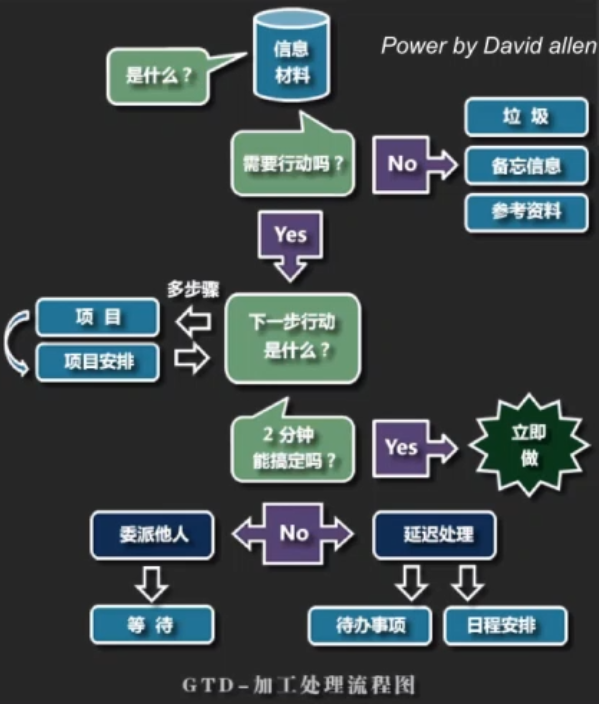 信息
材料
Power by David allen
是什么？
需要行动吗？
No
垃 圾
备忘信息
参考资料
Yes
多步骤
项 目
项目安排
下一步行动
是什么？
2 分钟
能搞定吗？
Yes
立即
做
委派他人
No
延迟处理
等 待
待办事项
日程安排
GTD-加工处理流程图